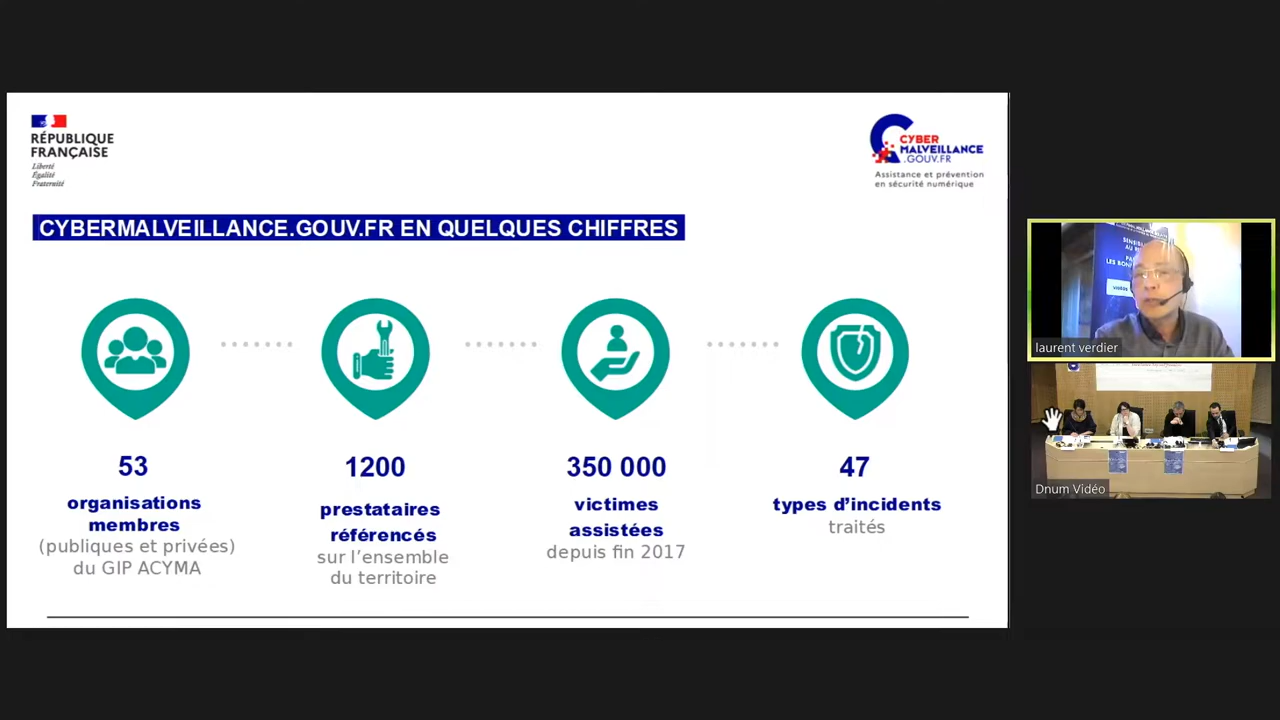 RÉPUBLIQUE
FRANÇAISE
Liberté
Égalité
Fraternité
CYBER
MALVEILLANCE
.GOUV.FR
Assistance et prévention
en sécurité numérique
CYBERMALVEILLANCE.GOUV.FR EN QUELQUES CHIFFRES
53
organisations
membres
(publiques et privées)
du GIP ACYMA
1200
prestataires
référencés
sur l’ensemble
du territoire
350 000
victimes
assistées
depuis fin 2017
47
types d’incidents
traités
laurent verdier
Dnum Vidéo